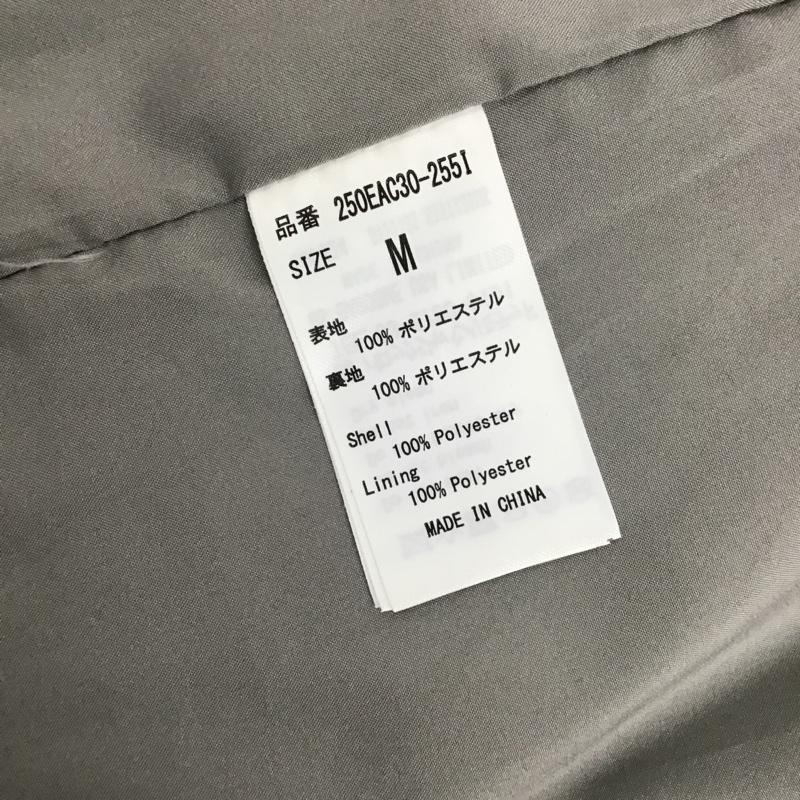 品番 250EAC30-255I
SIZE M
表地
100% ポリエステル
裏地
100% ポリエステル
Shell
100% Polyester
Lining
100% Polyester
MADE IN CHINA